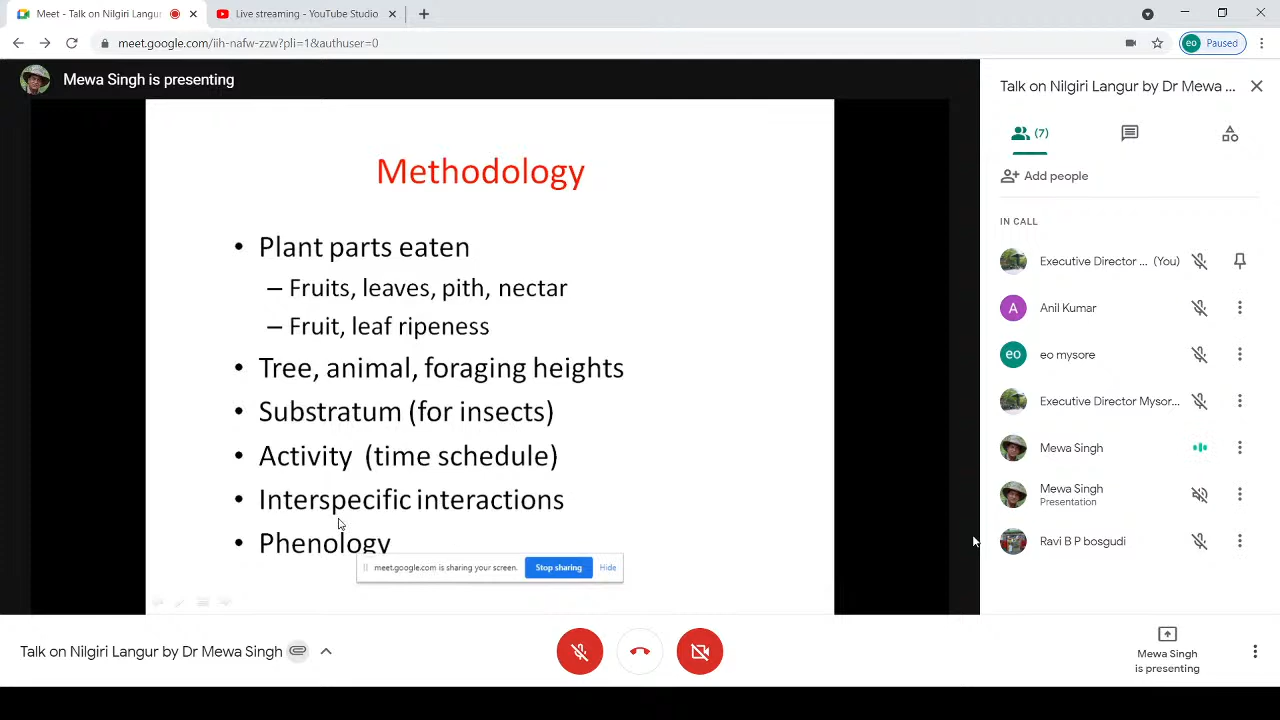 Meet - Talk on Nilgiri Langur
Live streaming - YouTube Studio
meet.google.com/iih-nafw-zzw?pli=1&authuser=0
eo Paused
Mewa Singh is presenting
Talk on Nilgiri Langur by Dr Mewa ...
(7)
Add people
IN CALL
Executive Director ... (You)
A Anil Kumar
eo eo mysore
Executive Director Mysor...
Mewa Singh
Mewa Singh
Presentation
Ravi B P bosgudi
Methodology
• Plant parts eaten
– Fruits, leaves, pith, nectar
– Fruit, leaf ripeness
• Tree, animal, foraging heights
• Substratum (for insects)
• Activity (time schedule)
• Interspecific interactions
• Phenology
meet.google.com is sharing your screen. Stop sharing Hide
Talk on Nilgiri Langur by Dr Mewa Singh
Mewa Singh
is presenting